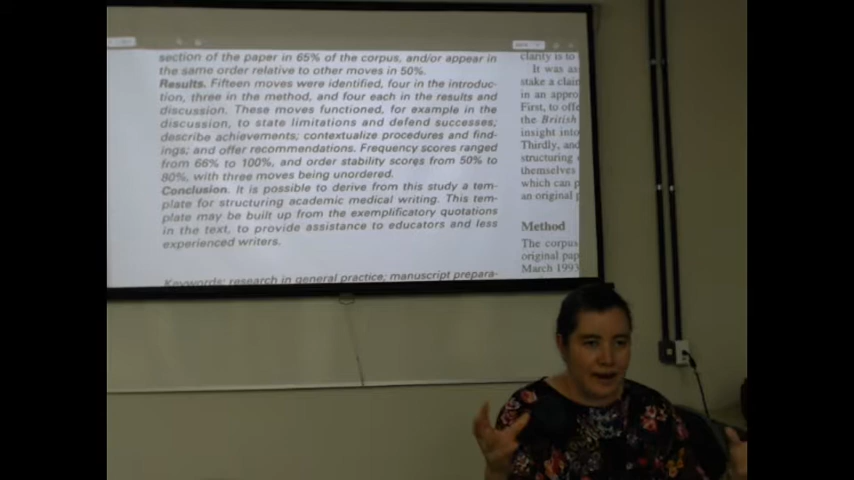 section of the paper in 65% of the corpus, and/or appear in
the same order relative to other moves in 50%.
Results. Fifteen moves were identified, four in the introduc-
tion, three in the method, and four each in the results and
discussion. These moves functioned, for example in the
discussion, to state limitations and defend successes;
describe achievements; contextualize procedures and find-
ings; and offer recommendations. Frequency scores ranged
from 66% to 100%, and order stability scores from 50% to
80%, with three moves being unordered.
Conclusion. It is possible to derive from this study a tem-
plate for structuring academic medical writing. This tem-
plate may be built up from the exemplificatory quotations
in the text, to provide assistance to educators and less
experienced writers.
Keywords: research in general practice; manuscript prepara-
clarity is to
It was as
stake a clai
in an appro
First, to offe
the British
insight into
Thirdly, and
structuring
themselves
which can p
an original p
Method
The corpus
original pap
March 1993